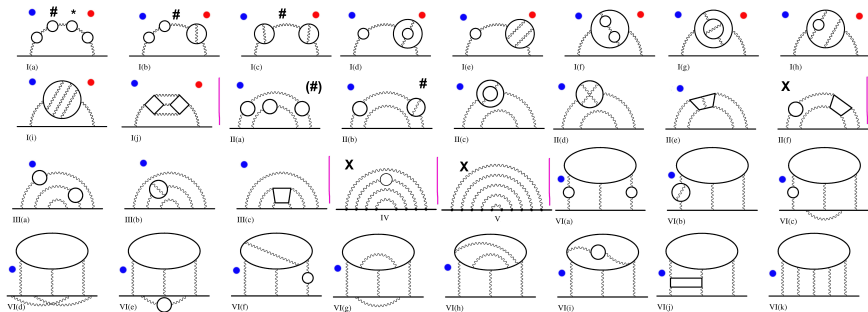 # * # #
I(a) I(b) I(c) I(d) I(e) I(f) I(g) I(h)
(#) # X
I(i) I(j) II(a) II(b) II(c) II(d) II(e) II(f)
X X
III(a) III(b) III(c) IV V VI(a) VI(b) VI(c)
VI(d) VI(e) VI(f) VI(g) VI(h) VI(i) VI(j) VI(k)